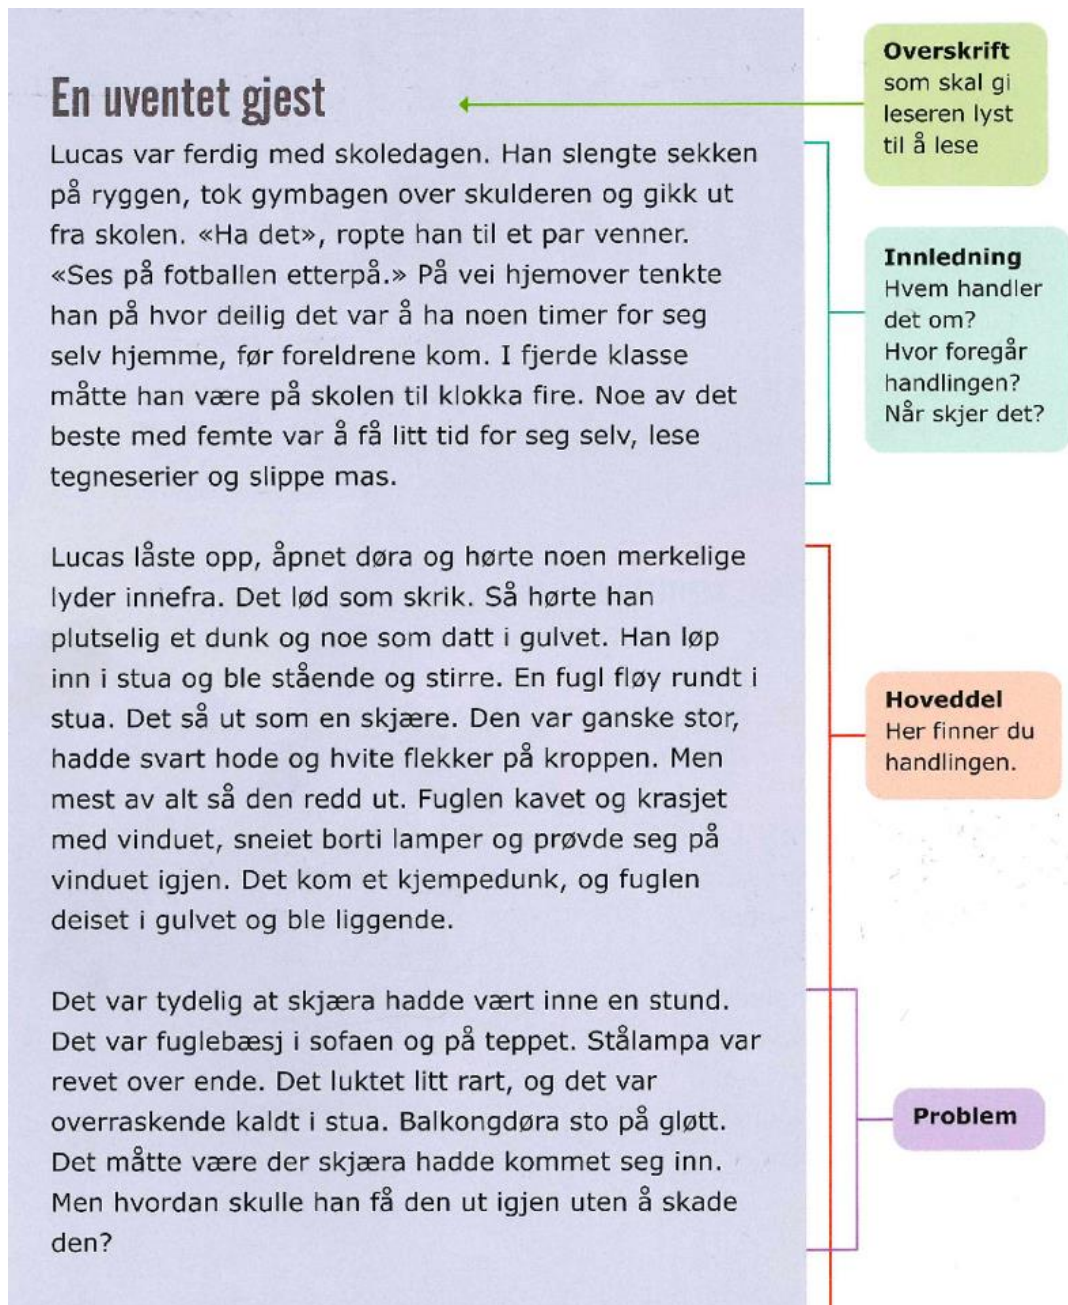 En uventet gjest
Lucas var ferdig med skoledagen. Han slengte sekken
på ryggen, tok gymbagen over skulderen og gikk ut
fra skolen. «Ha det», ropte han til et par venner.
«Ses på fotballen etterpå.» På vei hjemover tenkte
han på hvor deilig det var å ha noen timer for seg
selv hjemme, før foreldrene kom. I fjerde klasse
måtte han være på skolen til klokka fire. Noe av det
beste med femte var å få litt tid for seg selv, lese
tegneserier og slippe mas.
Lucas låste opp, åpnet døra og hørte noen merkelige
lyder innefra. Det lød som skrik. Så hørte han
plutselig et dunk og noe som datt i gulvet. Han løp
inn i stua og ble stående og stirre. En fugl fløy rundt i
stua. Det så ut som en skjære. Den var ganske stor,
hadde svart hode og hvite flekker på kroppen. Men
mest av alt så den redd ut. Fuglen kavet og krasjet
med vinduet, sneiet borti lamper og prøvde seg på
vinduet igjen. Det kom et kjempedunk, og fuglen
deiset i gulvet og ble liggende.
Det var tydelig at skjæra hadde vært inne en stund.
Det var fuglebæsj i sofaen og på teppet. Stålampa var
revet over ende. Det luktet litt rart, og det var
overraskende kaldt i stua. Balkongdøra sto på gløtt.
Det måtte være der skjæra hadde kommet seg inn.
Men hvordan skulle han få den ut igjen uten å skade
den?
Overskrift
som skal gi
leseren lyst
til å lese
Innledning
Hvem handler
det om?
Hvor foregår
handlingen?
Når skjer det?
Hoveddel
Her finner du
handlingen.
Problem